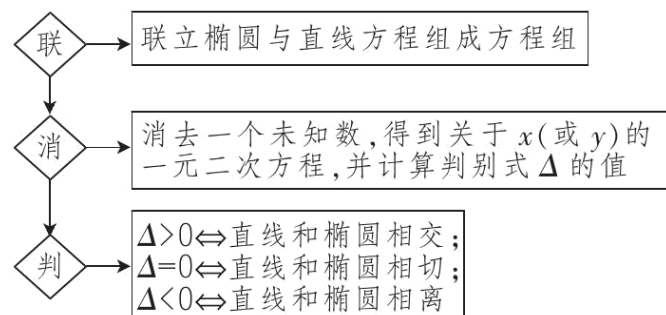 联
联立椭圆与直线方程组成方程组
消
消去一个未知数,得到关于 x(或 y)的
一元二次方程,并计算判别式 Δ 的值
判
Δ>0⇔直线和椭圆相交;
Δ=0⇔直线和椭圆相切;
Δ<0⇔直线和椭圆相离